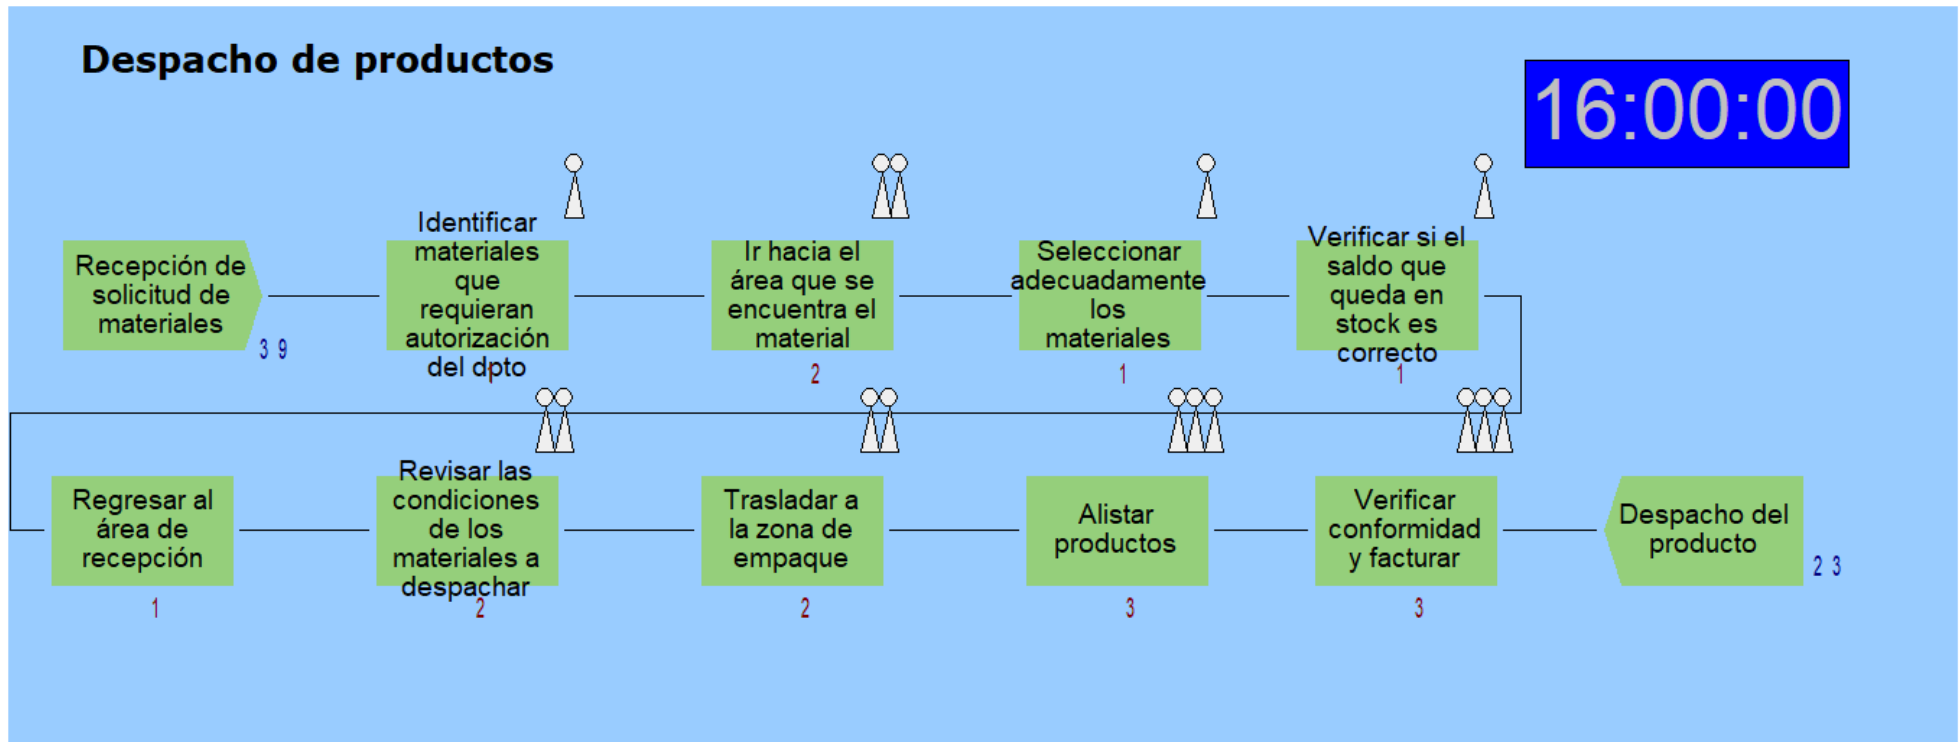 Despacho de productos
16:00:00
Recepción de
solicitud de
materiales
3 9
Identificar
materiales
que
requieran
autorización
del dpto
1
Ir hacia el
área que se
encuentra el
material
2
Seleccionar
adecuadamente
los
materiales
1
Verificar si el
saldo que
queda en
stock es
correcto
1
Regresar al
área de
recepción
1
Revisar las
condiciones
de los
materiales a
despachar
2
Trasladar a
la zona de
empaque
2
Alistar
productos
3
Verificar
conformidad
y facturar
3
Despacho del
producto
2 3